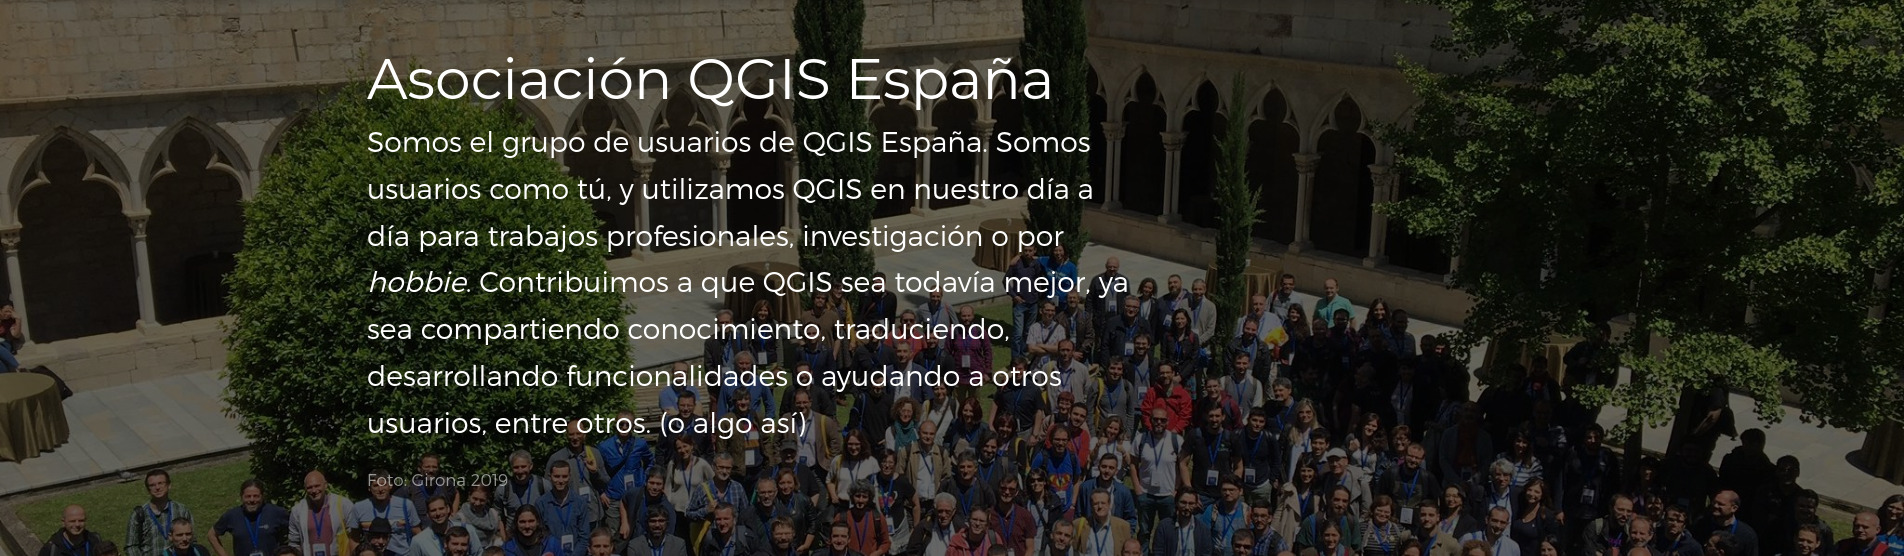 Asociación QGIS España
Somos el grupo de usuarios de QGIS España. Somos
usuarios como tú, y utilizamos QGIS en nuestro día a
día para trabajos profesionales, investigación o por
hobbie. Contribuimos a que QGIS sea todavía mejor, ya
sea compartiendo conocimiento, traduciendo,
desarrollando funcionalidades o ayudando a otros
usuarios, entre otros. (o algo así)
Foto: Girona 2019